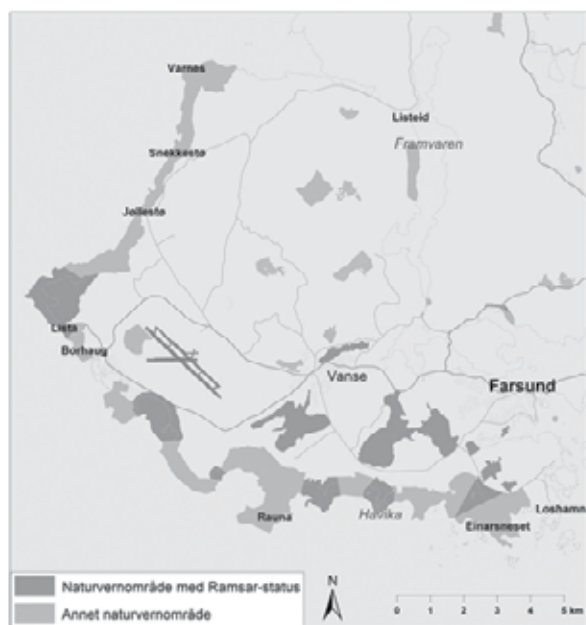 Varnes
Listeid
Framvaren
Snekkestø
Jøllestø
Lista
Borhaug
Vanse
Farsund
Rauna
Havika
Einarsneset
Loshamn
Naturvernområde med Ramsar-status
Annet naturvernområde
N
0 1 2 3 4 5 km